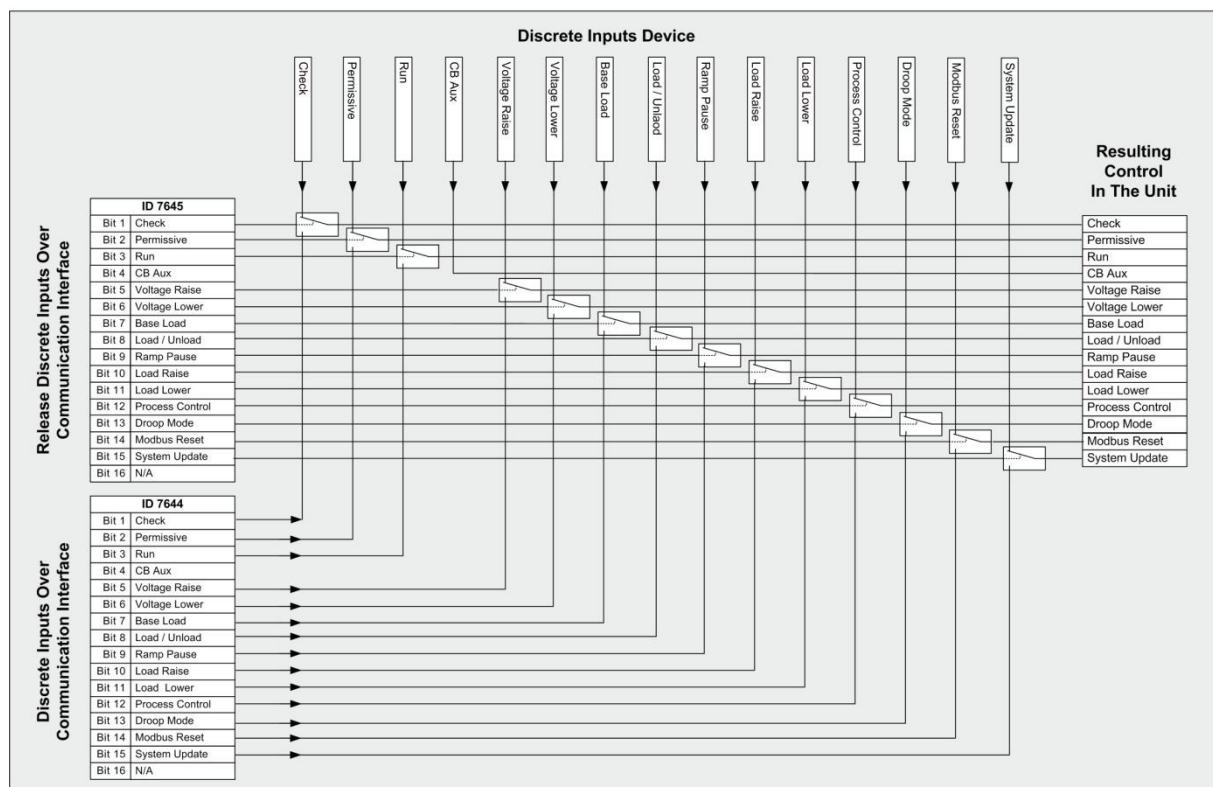 Discrete Inputs Device
Check
Permissive
Run
CB Aux
Voltage Raise
Voltage Lower
Base Load
Load / Unlaod
Ramp Pause
Load Raise
Load Lower
Process Control
Droop Mode
Modbus Reset
System Update
Resulting
Control
In The Unit
Release Discrete Inputs Over
Communication Interface
ID 7645
Bit 1 Check
Bit 2 Permissive
Bit 3 Run
Bit 4 CB Aux
Bit 5 Voltage Raise
Bit 6 Voltage Lower
Bit 7 Base Load
Bit 8 Load / Unload
Bit 9 Ramp Pause
Bit 10 Load Raise
Bit 11 Load Lower
Bit 12 Process Control
Bit 13 Droop Mode
Bit 14 Modbus Reset
Bit 15 System Update
Bit 16 N/A
Check
Permissive
Run
CB Aux
Voltage Raise
Voltage Lower
Base Load
Load / Unload
Ramp Pause
Load Raise
Load Lower
Process Control
Droop Mode
Modbus Reset
System Update
Discrete Inputs Over
Communication Interface
ID 7644
Bit 1 Check
Bit 2 Permissive
Bit 3 Run
Bit 4 CB Aux
Bit 5 Voltage Raise
Bit 6 Voltage Lower
Bit 7 Base Load
Bit 8 Load / Unload
Bit 9 Ramp Pause
Bit 10 Load Raise
Bit 11 Load Lower
Bit 12 Process Control
Bit 13 Droop Mode
Bit 14 Modbus Reset
Bit 15 System Update
Bit 16 N/A